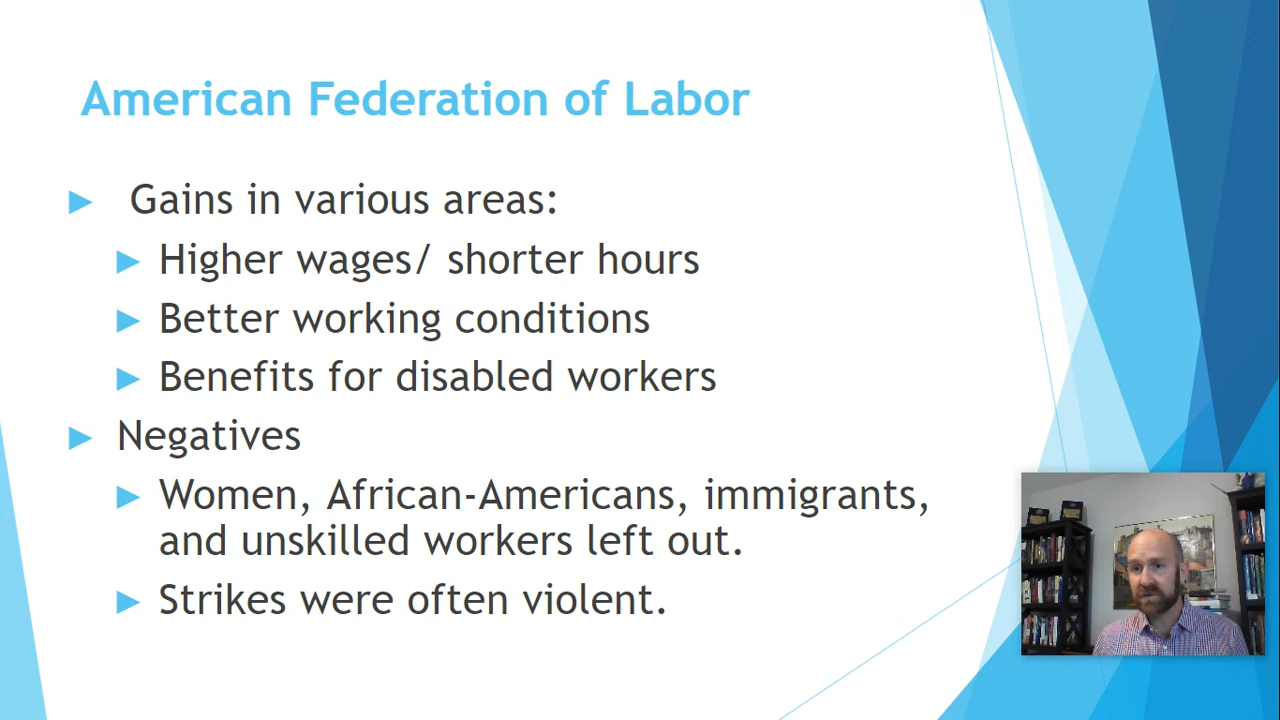 American Federation of Labor
Gains in various areas:
Higher wages/ shorter hours
Better working conditions
Benefits for disabled workers
Negatives
Women, African-Americans, immigrants,
and unskilled workers left out.
Strikes were often violent.